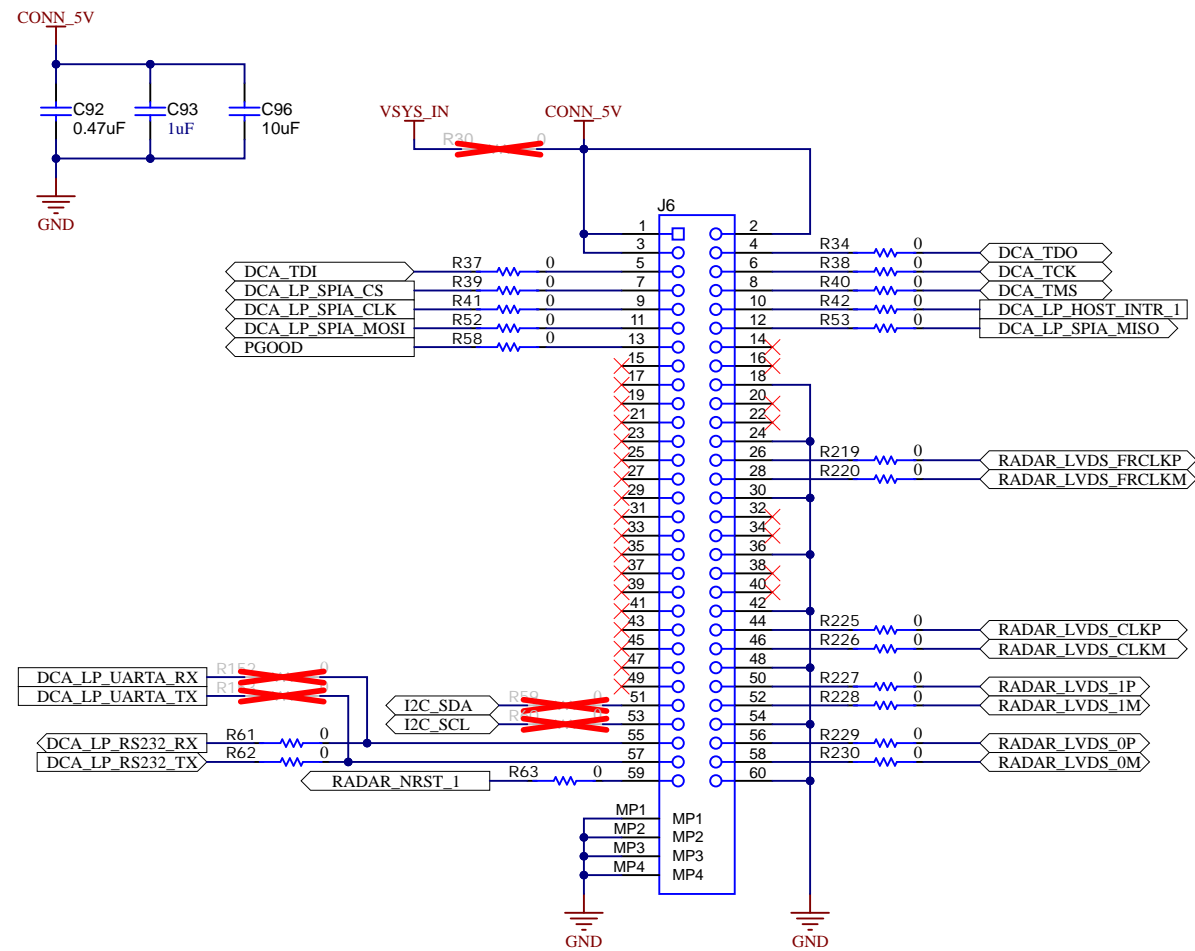 CONN_5V
C92
0.47uF
C93
1uF
C96
10uF
GND
VSYS_IN
CONN_5V
R30 0
J6
1 2
3 4 R34 0 DCA_TDO
DCA_TDI R37 0 5 6 R38 0 DCA_TCK
DCA_LP_SPIA_CS R39 0 7 8 R40 0 DCA_TMS
DCA_LP_SPIA_CLK R41 0 9 10 R42 0 DCA_LP_HOST_INTR_1
DCA_LP_SPIA_MOSI R52 0 11 12 R53 0 DCA_LP_SPIA_MISO
PGOOD R58 0 13 14
15 16
17 18
19 20
21 22
23 24
25 26 R219 0 RADAR_LVDS_FRCLKP
27 28 R220 0 RADAR_LVDS_FRCLKM
29 30
31 32
33 34
35 36
37 38
39 40
41 42
43 44 R225 0 RADAR_LVDS_CLKP
45 46 R226 0 RADAR_LVDS_CLKM
DCA_LP_UARTA_RX 0 47 48
DCA_LP_UARTA_TX 49 50 R227 0 RADAR_LVDS_1P
I2C_SDA R59 0 51 52 R228 0 RADAR_LVDS_1M
I2C_SCL 53 54
DCA_LP_RS232_RX R61 0 55 56 R229 0 RADAR_LVDS_0P
DCA_LP_RS232_TX R62 0 57 58 R230 0 RADAR_LVDS_0M
RADAR_NRST_1 R63 0 59 60
MP1 MP1
MP2 MP2
MP3 MP3
MP4 MP4
GND GND